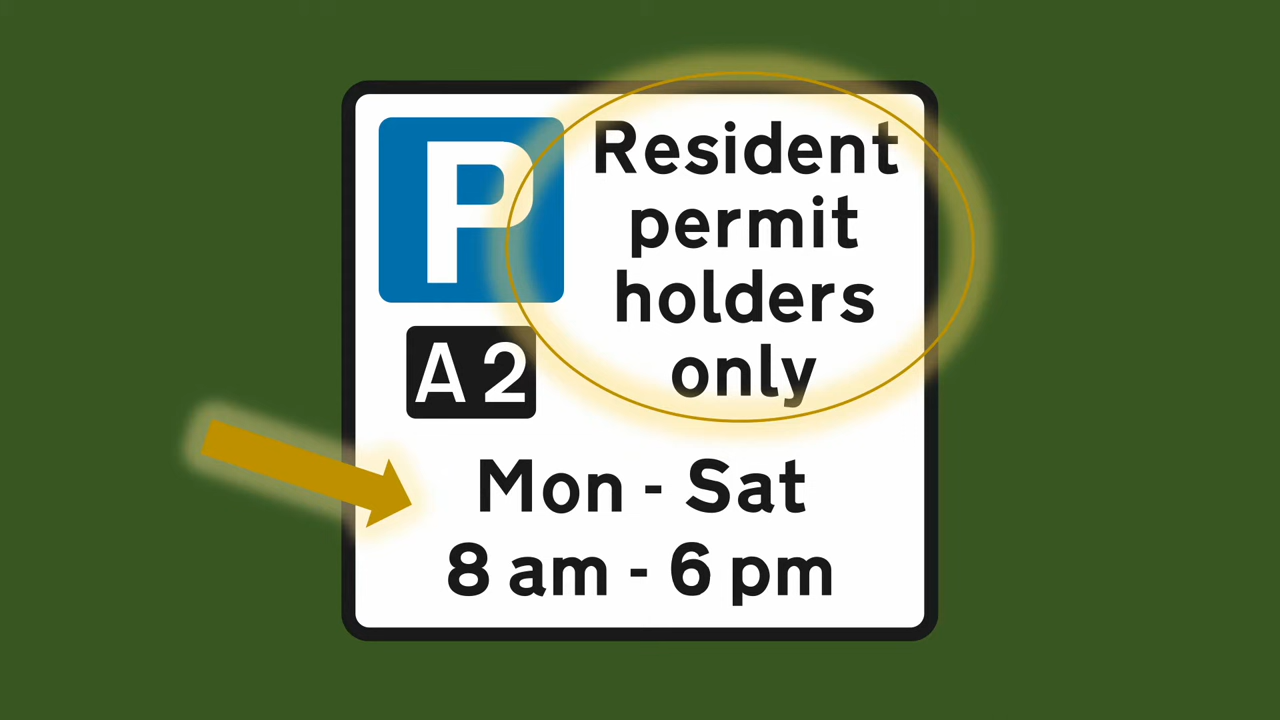 P
Resident
permit
holders
only
A 2
Mon - Sat
8 am - 6 pm